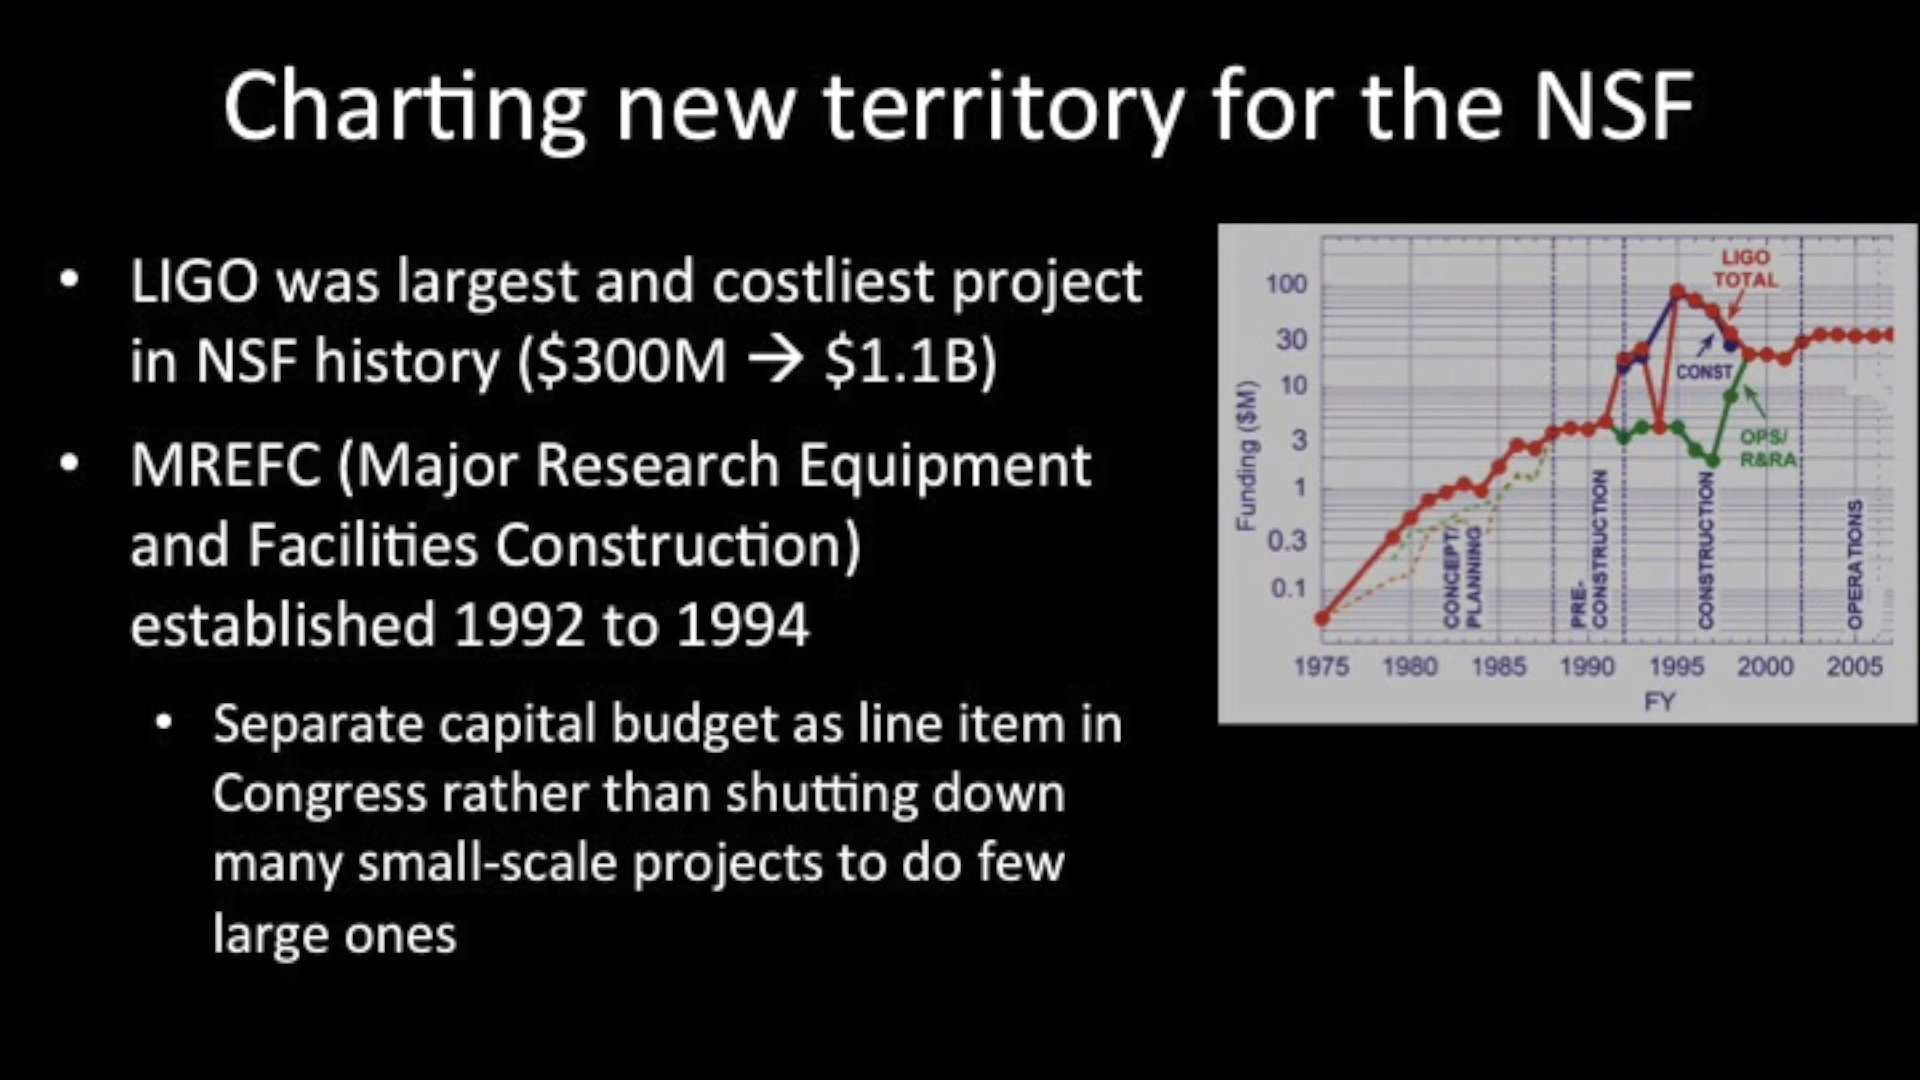 Charting new territory for the NSF
• LIGO was largest and costliest project
in NSF history ($300M → $1.1B)
• MREFC (Major Research Equipment
and Facilities Construction)
established 1992 to 1994
• Separate capital budget as line item in
Congress rather than shutting down
many small-scale projects to do few
large ones
Funding ($M)
100
30
10
3
1
0.3
0.1
LIGO
TOTAL
CONST
OPS/
R&RA
CONCEPT/
PLANNING
PRE-
CONSTRUCTION
CONSTRUCTION
OPERATIONS
1975 1980 1985 1990 1995 2000 2005
FY